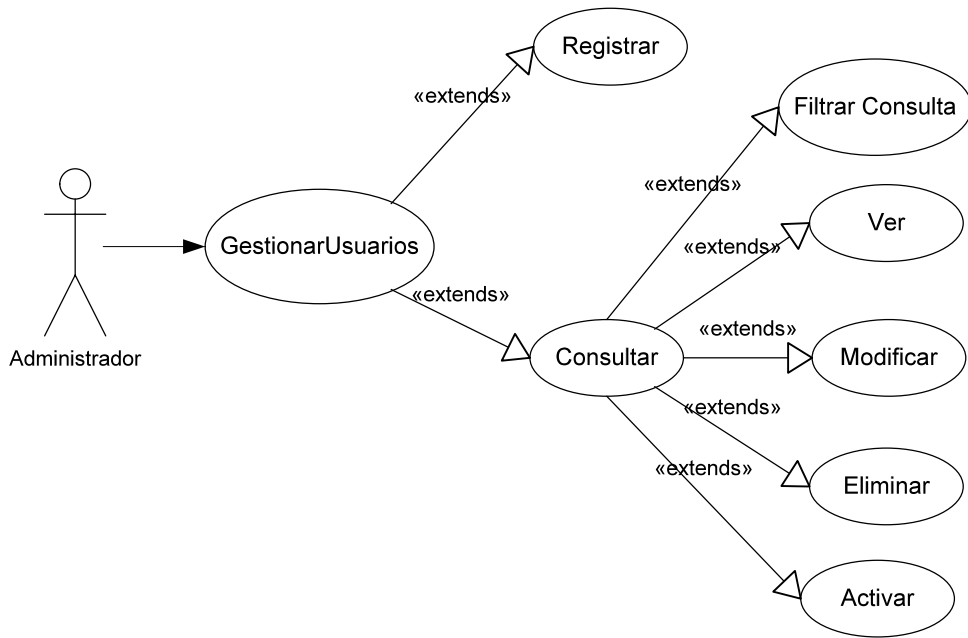 Registrar
«extends»
Filtrar Consulta
«extends»
Ver
GestionarUsuarios
«extends»
«extends»
«extends»
Administrador
Consultar
Modificar
«extends»
«extends»
Eliminar
Activar